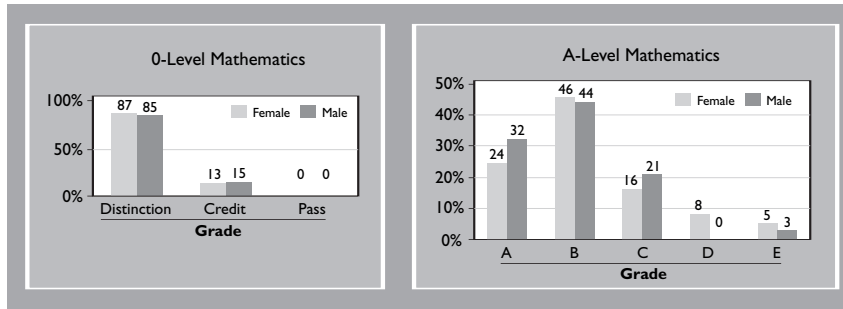 0-Level Mathematics
100%
50%
0%
87 85
13 15
0 0
Female Male
Distinction Credit Pass
Grade
A-Level Mathematics
50%
40%
30%
20%
10%
0%
24 32
46 44
16 21
8 0
5 3
Female Male
A B C D E
Grade